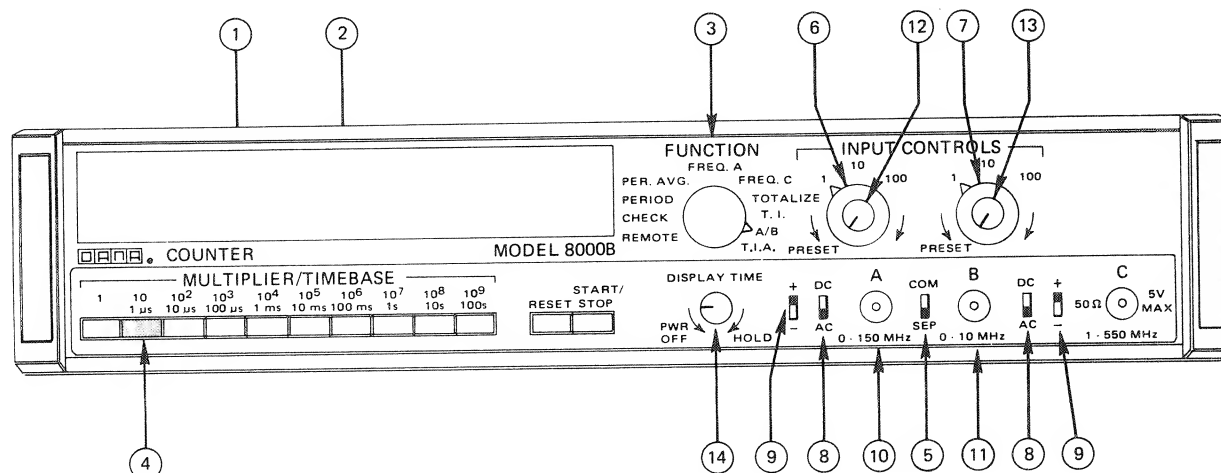 1 2 3 6 12 7 13
FUNCTION
INPUT CONTROLS
FREQ. A
PER. AVG.
FREQ. C
PERIOD
TOTALIZE
CHECK
T. I.
REMOTE
A/B
T.I.A.
1 10 100
PRESET
1 10 100
PRESET
DANA. COUNTER
MODEL 8000B
MULTIPLIER/TIMEBASE
1 10 10² 10³ 10⁴ 10⁵ 10⁶ 10⁷ 10⁸ 10⁹
1 μs 10 μs 100 μs 1 ms 10 ms 100 ms 1s 10s 100s
RESET
START/
STOP
DISPLAY TIME
PWR
OFF
HOLD
+
−
DC
AC
A
0 - 150 MHz
COM
SEP
B
0 - 10 MHz
DC
AC
+
−
C
50Ω
5V
MAX
1 - 550 MHz
4 14 9 8 10 5 11 8 9